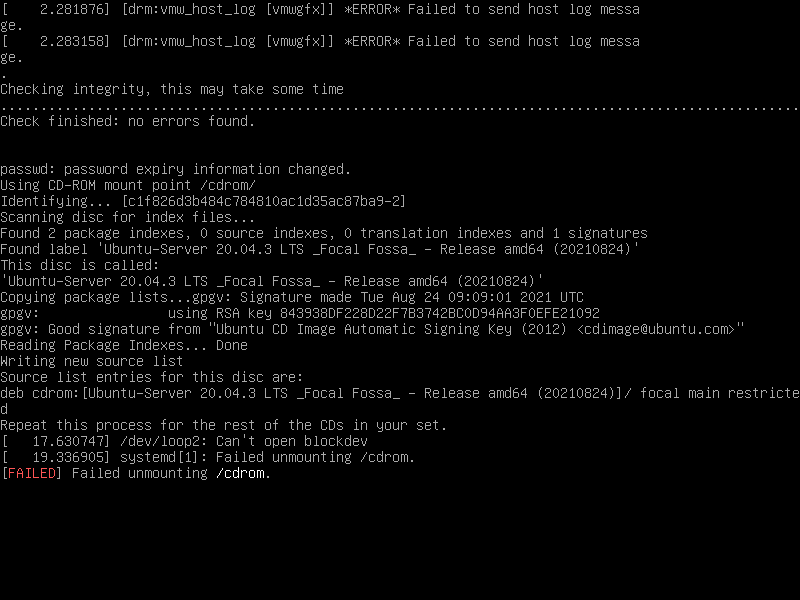 [    2.281876] [drm:vmw_host_log [vmwgfx]] *ERROR* Failed to send host log messa
ge.
[    2.283158] [drm:vmw_host_log [vmwgfx]] *ERROR* Failed to send host log messa
ge.
.
Checking integrity, this may take some time
....................................................................................................
Check finished: no errors found.
passwd: password expiry information changed.
Using CD-ROM mount point /cdrom/
Identifying... [c1f826d3b484c784810ac1d35ac87ba9-2]
Scanning disc for index files...
Found 2 package indexes, 0 source indexes, 0 translation indexes and 1 signatures
Found label 'Ubuntu-Server 20.04.3 LTS _Focal Fossa_ - Release amd64 (20210824)'
This disc is called:
'Ubuntu-Server 20.04.3 LTS _Focal Fossa_ - Release amd64 (20210824)'
Copying package lists...gpgv: Signature made Tue Aug 24 09:09:01 2021 UTC
gpgv:                using RSA key 843938DF228D22F7B3742BC0D94AA3F0EFE21092
gpgv: Good signature from "Ubuntu CD Image Automatic Signing Key (2012) <cdimage@ubuntu.com>"
Reading Package Indexes... Done
Writing new source list
Source list entries for this disc are:
deb cdrom:[Ubuntu-Server 20.04.3 LTS _Focal Fossa_ - Release amd64 (20210824)]/ focal main restricte
d
Repeat this process for the rest of the CDs in your set.
[   17.630747] /dev/loop2: Can't open blockdev
[   19.336905] systemd[1]: Failed unmounting /cdrom.
[FAILED] Failed unmounting /cdrom.